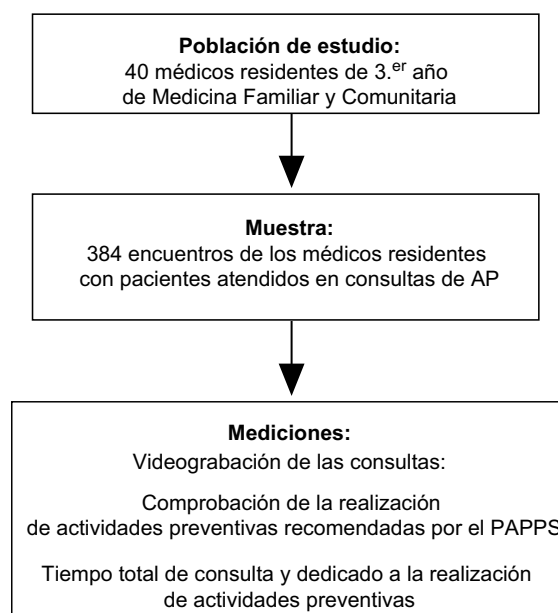 Población de estudio:
40 médicos residentes de 3.er año
de Medicina Familiar y Comunitaria
Muestra:
384 encuentros de los médicos residentes
con pacientes atendidos en consultas de AP
Mediciones:
Videograbación de las consultas:
Comprobación de la realización
de actividades preventivas recomendadas por el PAPPS
Tiempo total de consulta y dedicado a la realización
de actividades preventivas